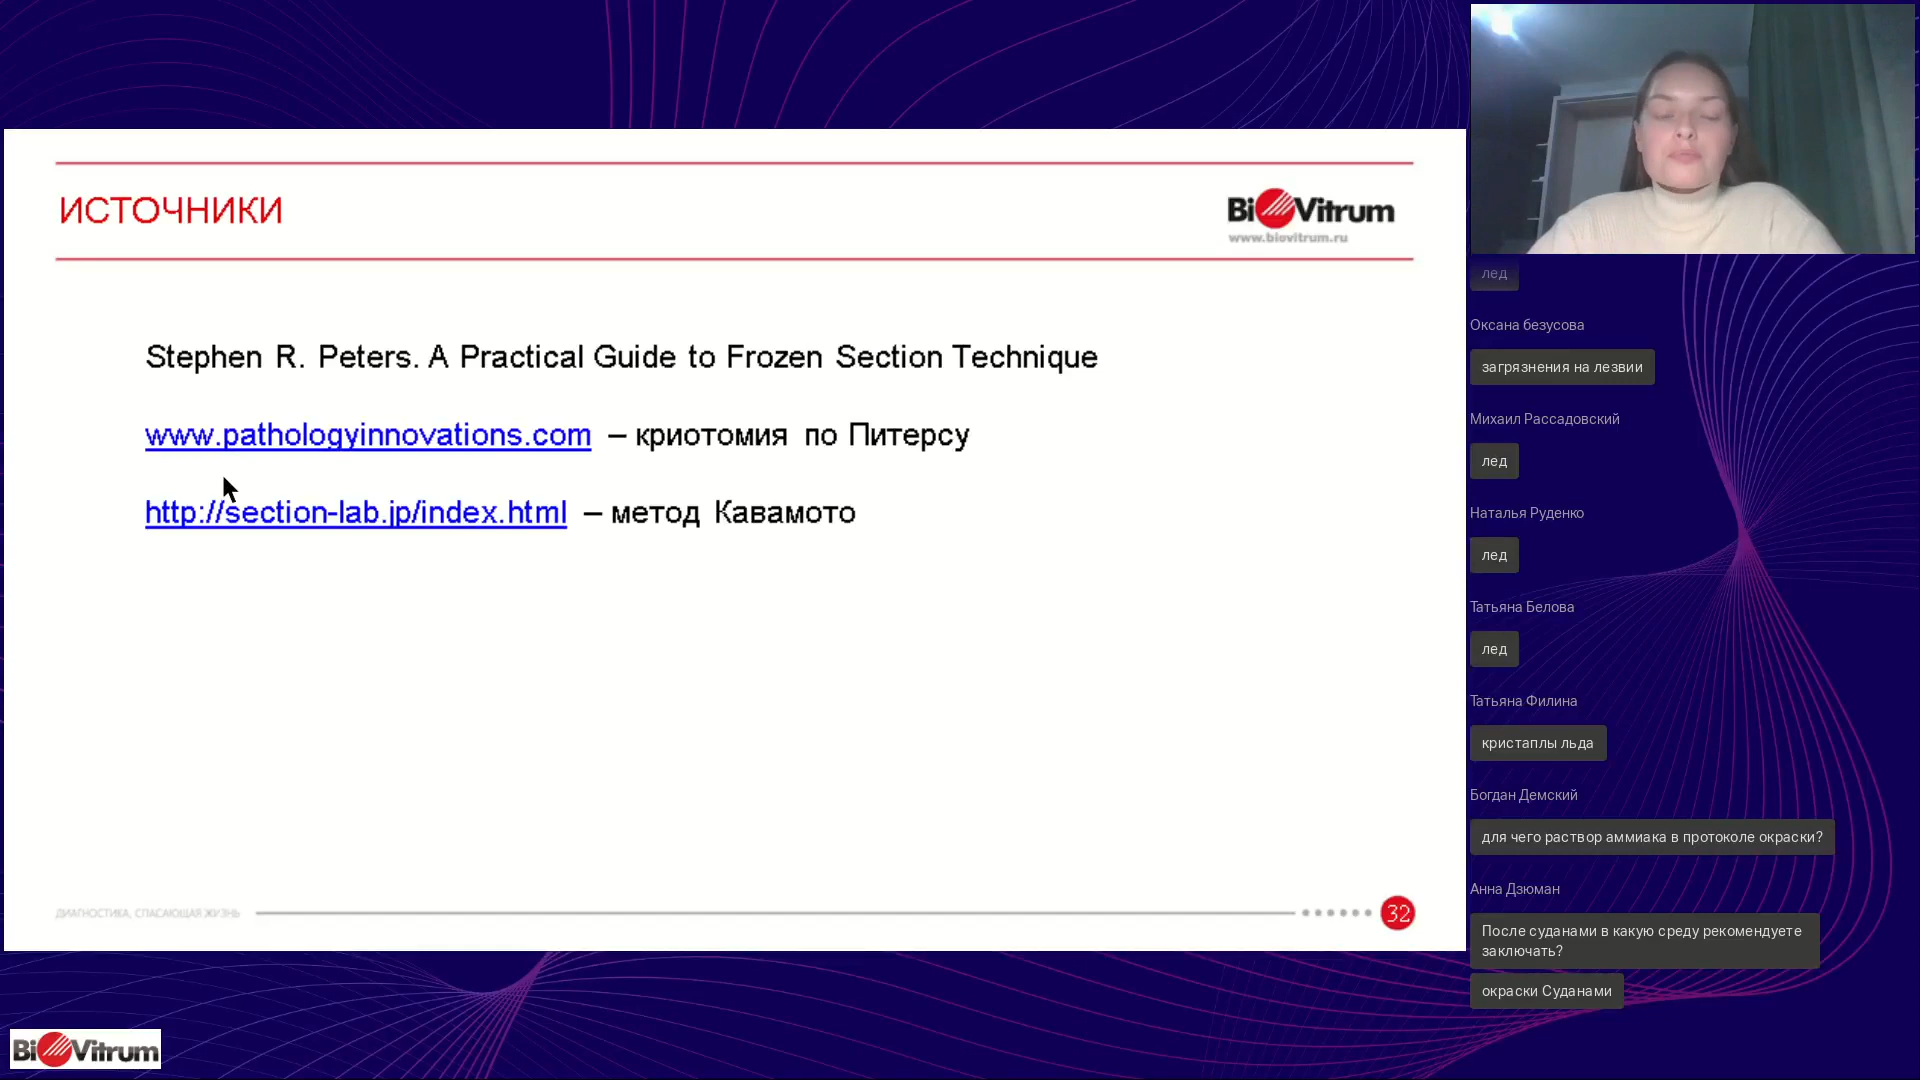 ИСТОЧНИКИ
BioVitrum
www.biovitrum.ru
Stephen R. Peters. A Practical Guide to Frozen Section Technique
www.pathologyinnovations.com – криотомия по Питерсу
http://section-lab.jp/index.html – метод Кавамото
ДИАГНОСТИКА, СПАСАЮЩАЯ ЖИЗНЬ
32
BioVitrum
лед
Оксана безусова
загрязнения на лезвии
Михаил Рассадовский
лед
Наталья Руденко
лед
Татьяна Белова
лед
Татьяна Филина
кристаплы льда
Богдан Демский
для чего раствор аммиака в протоколе окраски?
Анна Дзюман
После суданами в какую среду рекомендуете
заключать?
окраски Суданами